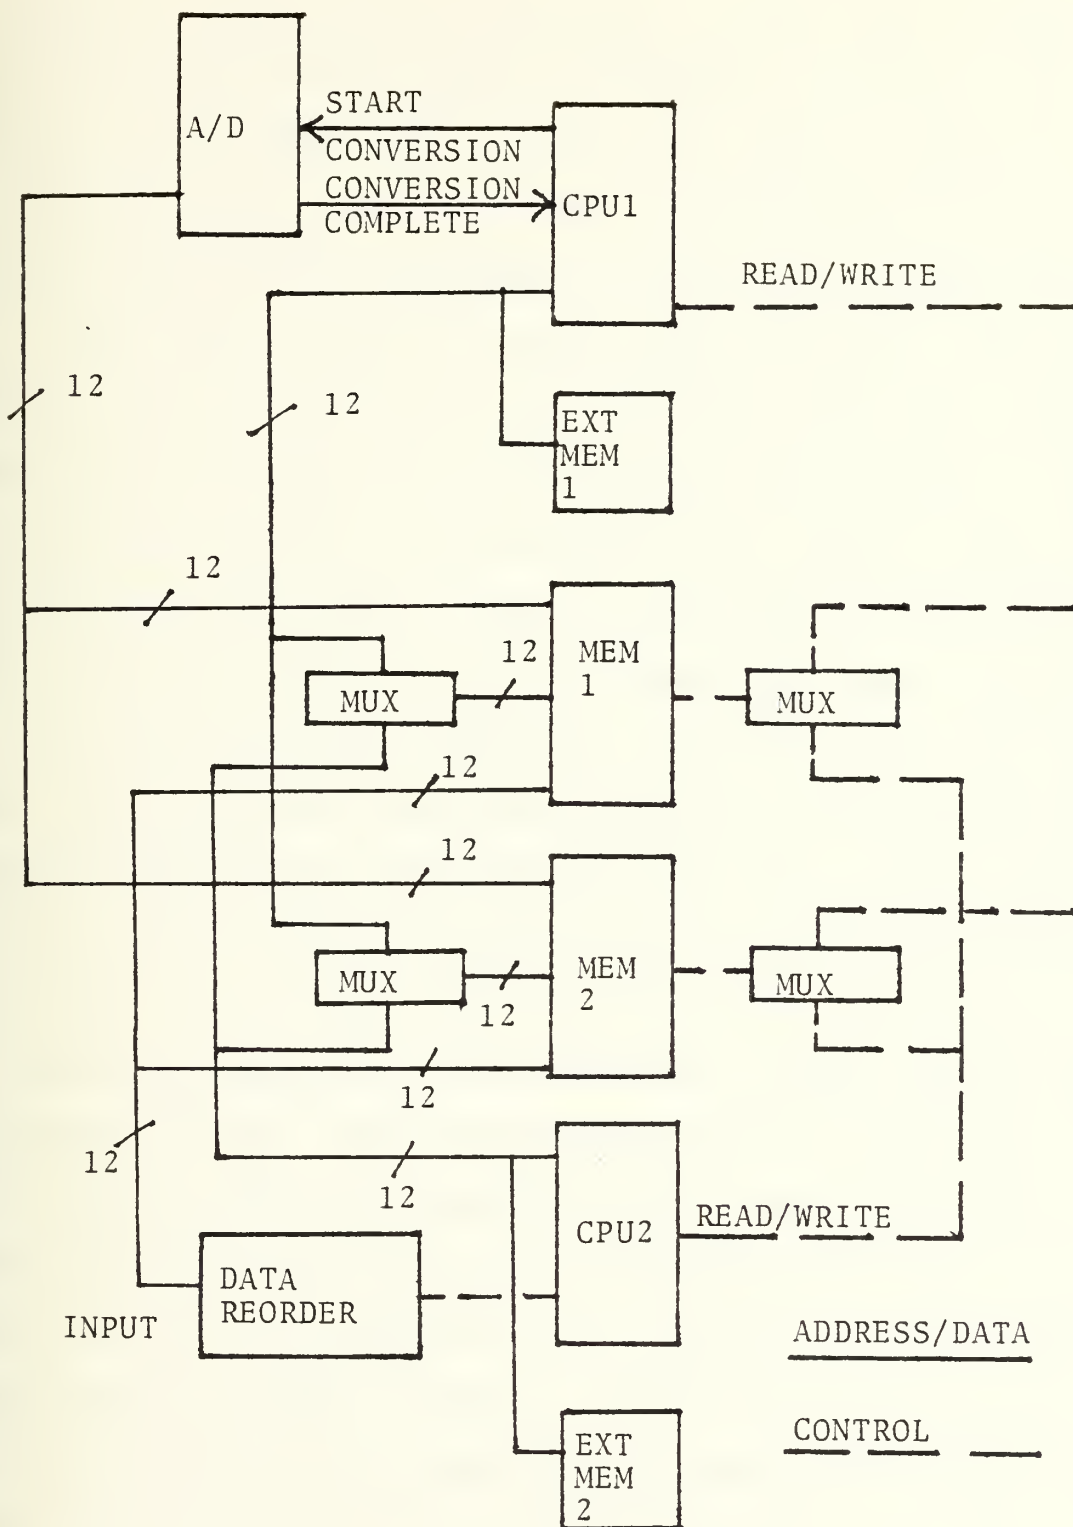 A/D
START
CONVERSION
CONVERSION
COMPLETE
CPU1
READ/WRITE
12
12
EXT
MEM
1
12
MEM
1
12
MUX
MUX
12
12
MEM
2
MUX
12
MUX
12
12
12
CPU2
READ/WRITE
DATA
REORDER
INPUT
ADDRESS/DATA
CONTROL
EXT
MEM
2